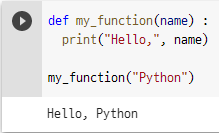 def my_function(name) :
  print("Hello,", name)

my_function("Python")
Hello, Python